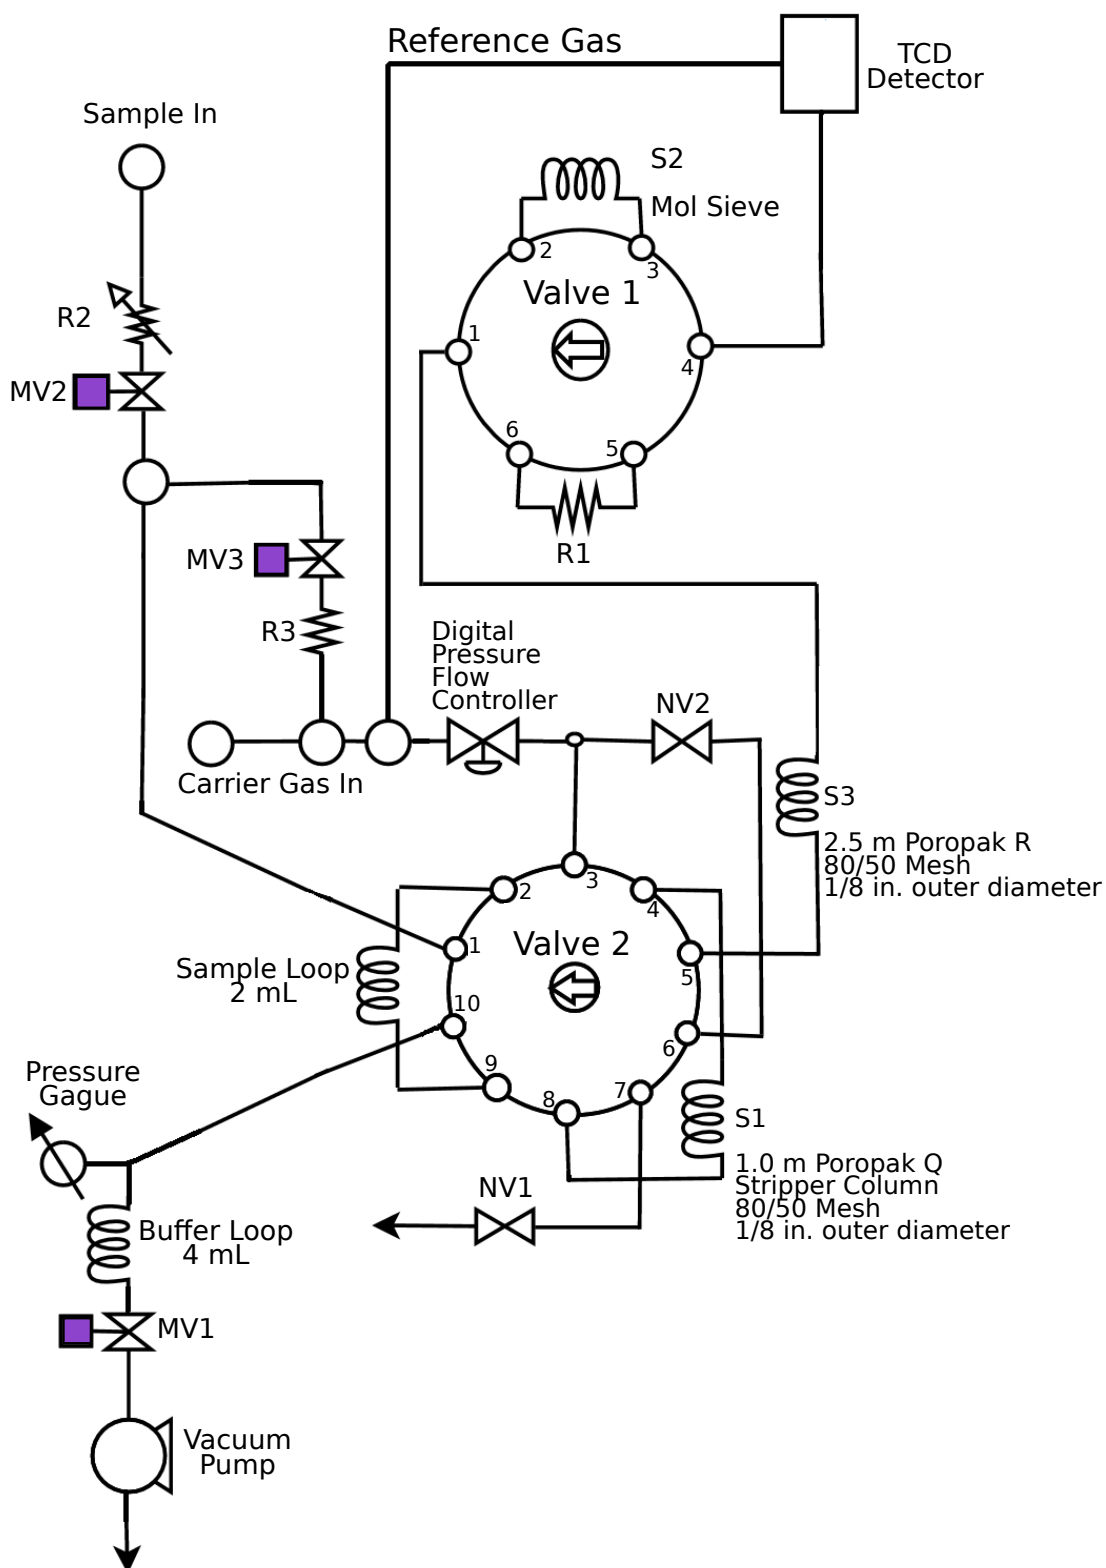 Reference Gas
TCD
Detector
Sample In
S2
Mol Sieve
2
3
Valve 1
R2
1
4
MV2
6
5
R1
MV3
R3
Digital
Pressure
Flow
Controller
NV2
Carrier Gas In
S3
2.5 m Poropak R
80/50 Mesh
1/8 in. outer diameter
3
2
4
Valve 2
1
5
Sample Loop
2 mL
10
6
9
7
8
Pressure
Gague
S1
1.0 m Poropak Q
Stripper Column
80/50 Mesh
1/8 in. outer diameter
NV1
Buffer Loop
4 mL
MV1
Vacuum
Pump